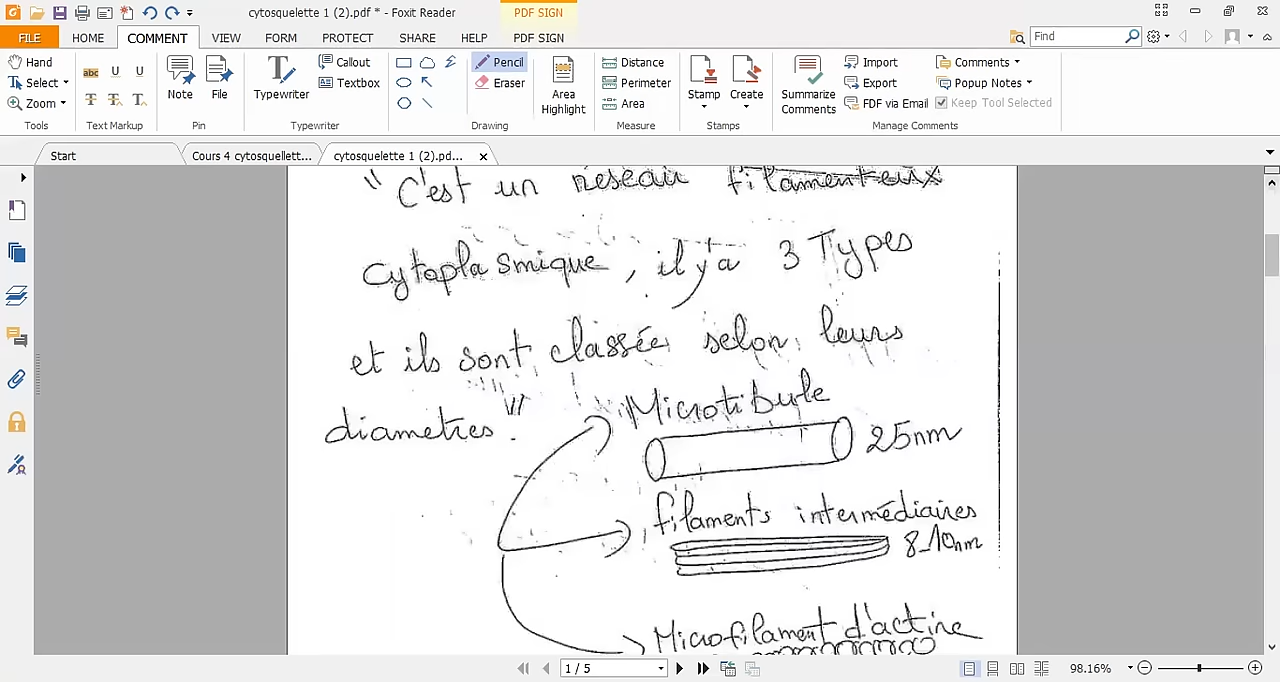 cytosquelette 1 (2).pdf * - Foxit Reader
PDF SIGN
FILE HOME COMMENT VIEW FORM PROTECT SHARE HELP PDF SIGN
Find
Hand
Select
Zoom
Tools
abc U U
T T T
Text Markup
Note
File
Pin
Typewriter
Callout
Textbox
Typewriter
Pencil
Eraser
Drawing
Area
Highlight
Distance
Perimeter
Area
Measure
Stamp
Create
Stamps
Summarize
Comments
Import
Export
FDF via Email
Comments
Popup Notes
Keep Tool Selected
Manage Comments
Start
Cours 4 cytosquellett...
cytosquelette 1 (2).pd...
" C'est un réseau filamenteux
cytoplasmique, il y a 3 Types
et ils sont classée selon leurs
diametres."
Microtibule
25nm
filaments intermédiaires
8_10nm
Microfilament d'actine
1 / 5
98.16%